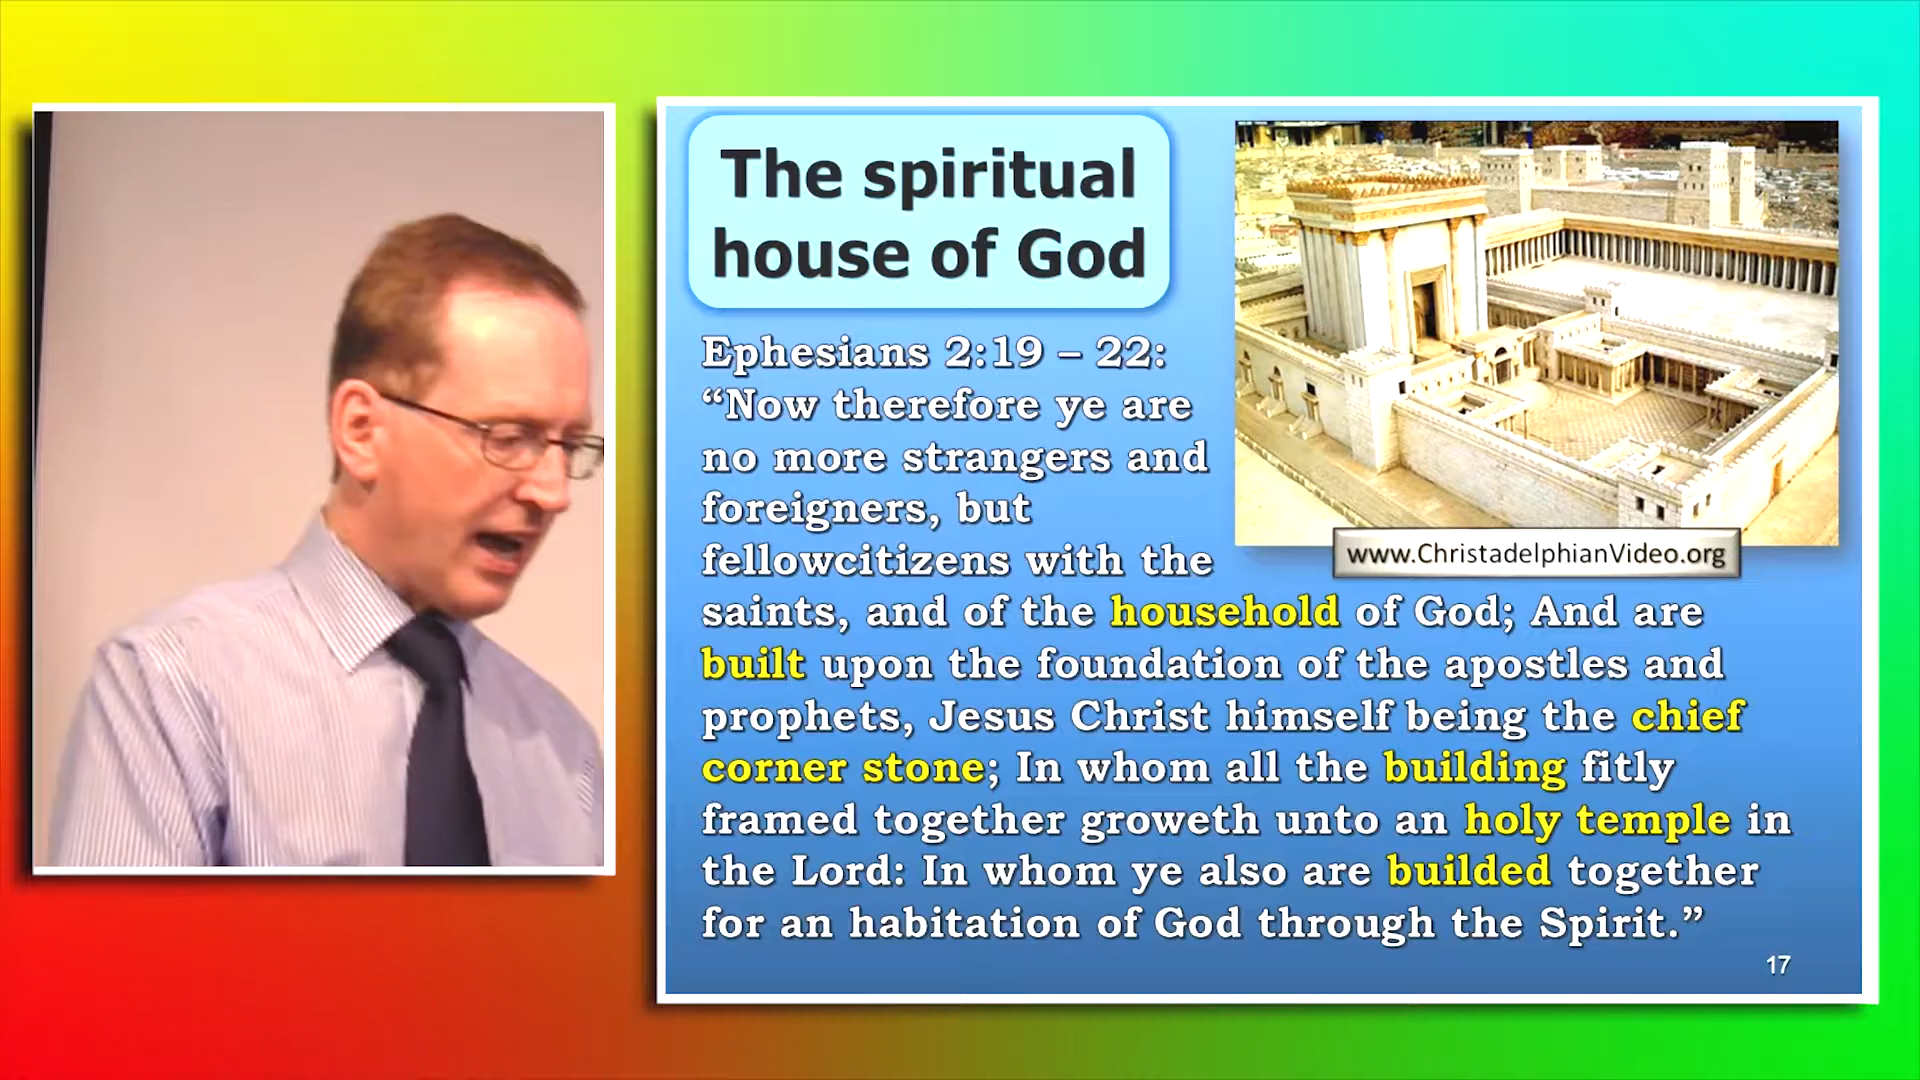 The spiritual
house of God
Ephesians 2:19 – 22:
“Now therefore ye are
no more strangers and
foreigners, but
fellowcitizens with the
saints, and of the household of God; And are
built upon the foundation of the apostles and
prophets, Jesus Christ himself being the chief
corner stone; In whom all the building fitly
framed together groweth unto an holy temple in
the Lord: In whom ye also are builded together
for an habitation of God through the Spirit.”
www.ChristadelphianVideo.org
17